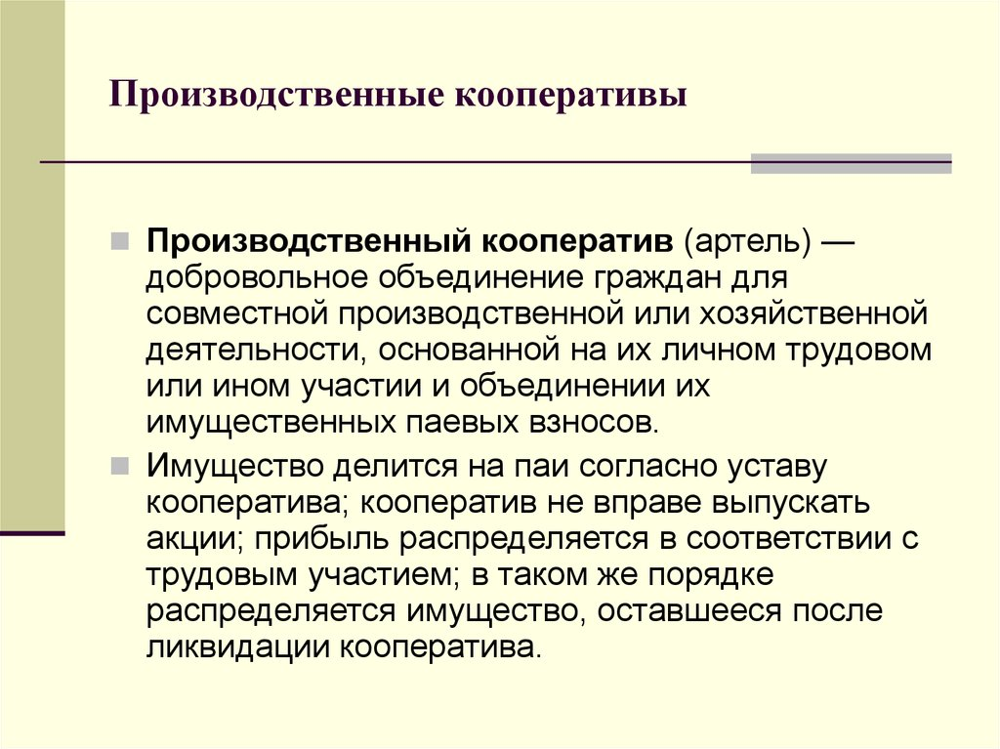 Производственные кооперативы
Производственный кооператив (артель) —
добровольное объединение граждан для
совместной производственной или хозяйственной
деятельности, основанной на их личном трудовом
или ином участии и объединении их
имущественных паевых взносов.
Имущество делится на паи согласно уставу
кооператива; кооператив не вправе выпускать
акции; прибыль распределяется в соответствии с
трудовым участием; в таком же порядке
распределяется имущество, оставшееся после
ликвидации кооператива.